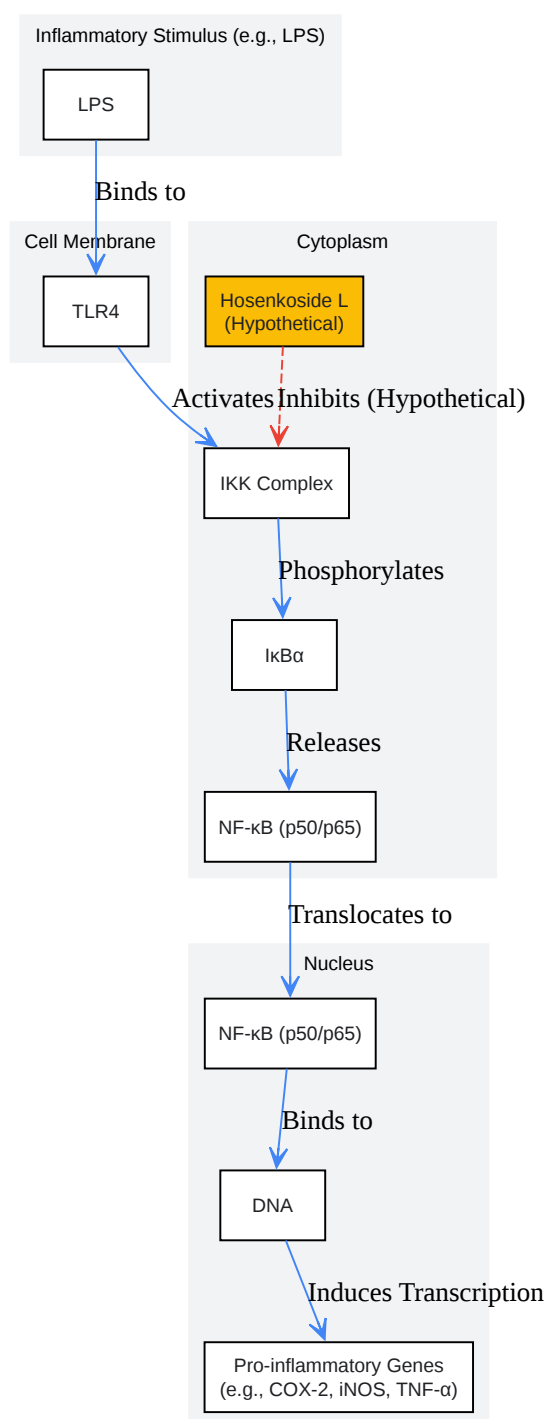 Inflammatory Stimulus (e.g., LPS)
LPS
Binds to
Cell Membrane
Cytoplasm
TLR4
Hosenkoside L
(Hypothetical)
Activates
Inhibits (Hypothetical)
IKK Complex
Phosphorylates
IκBα
Releases
NF-κB (p50/p65)
Translocates to
Nucleus
NF-κB (p50/p65)
Binds to
DNA
Induces Transcription
Pro-inflammatory Genes
(e.g., COX-2, iNOS, TNF-α)